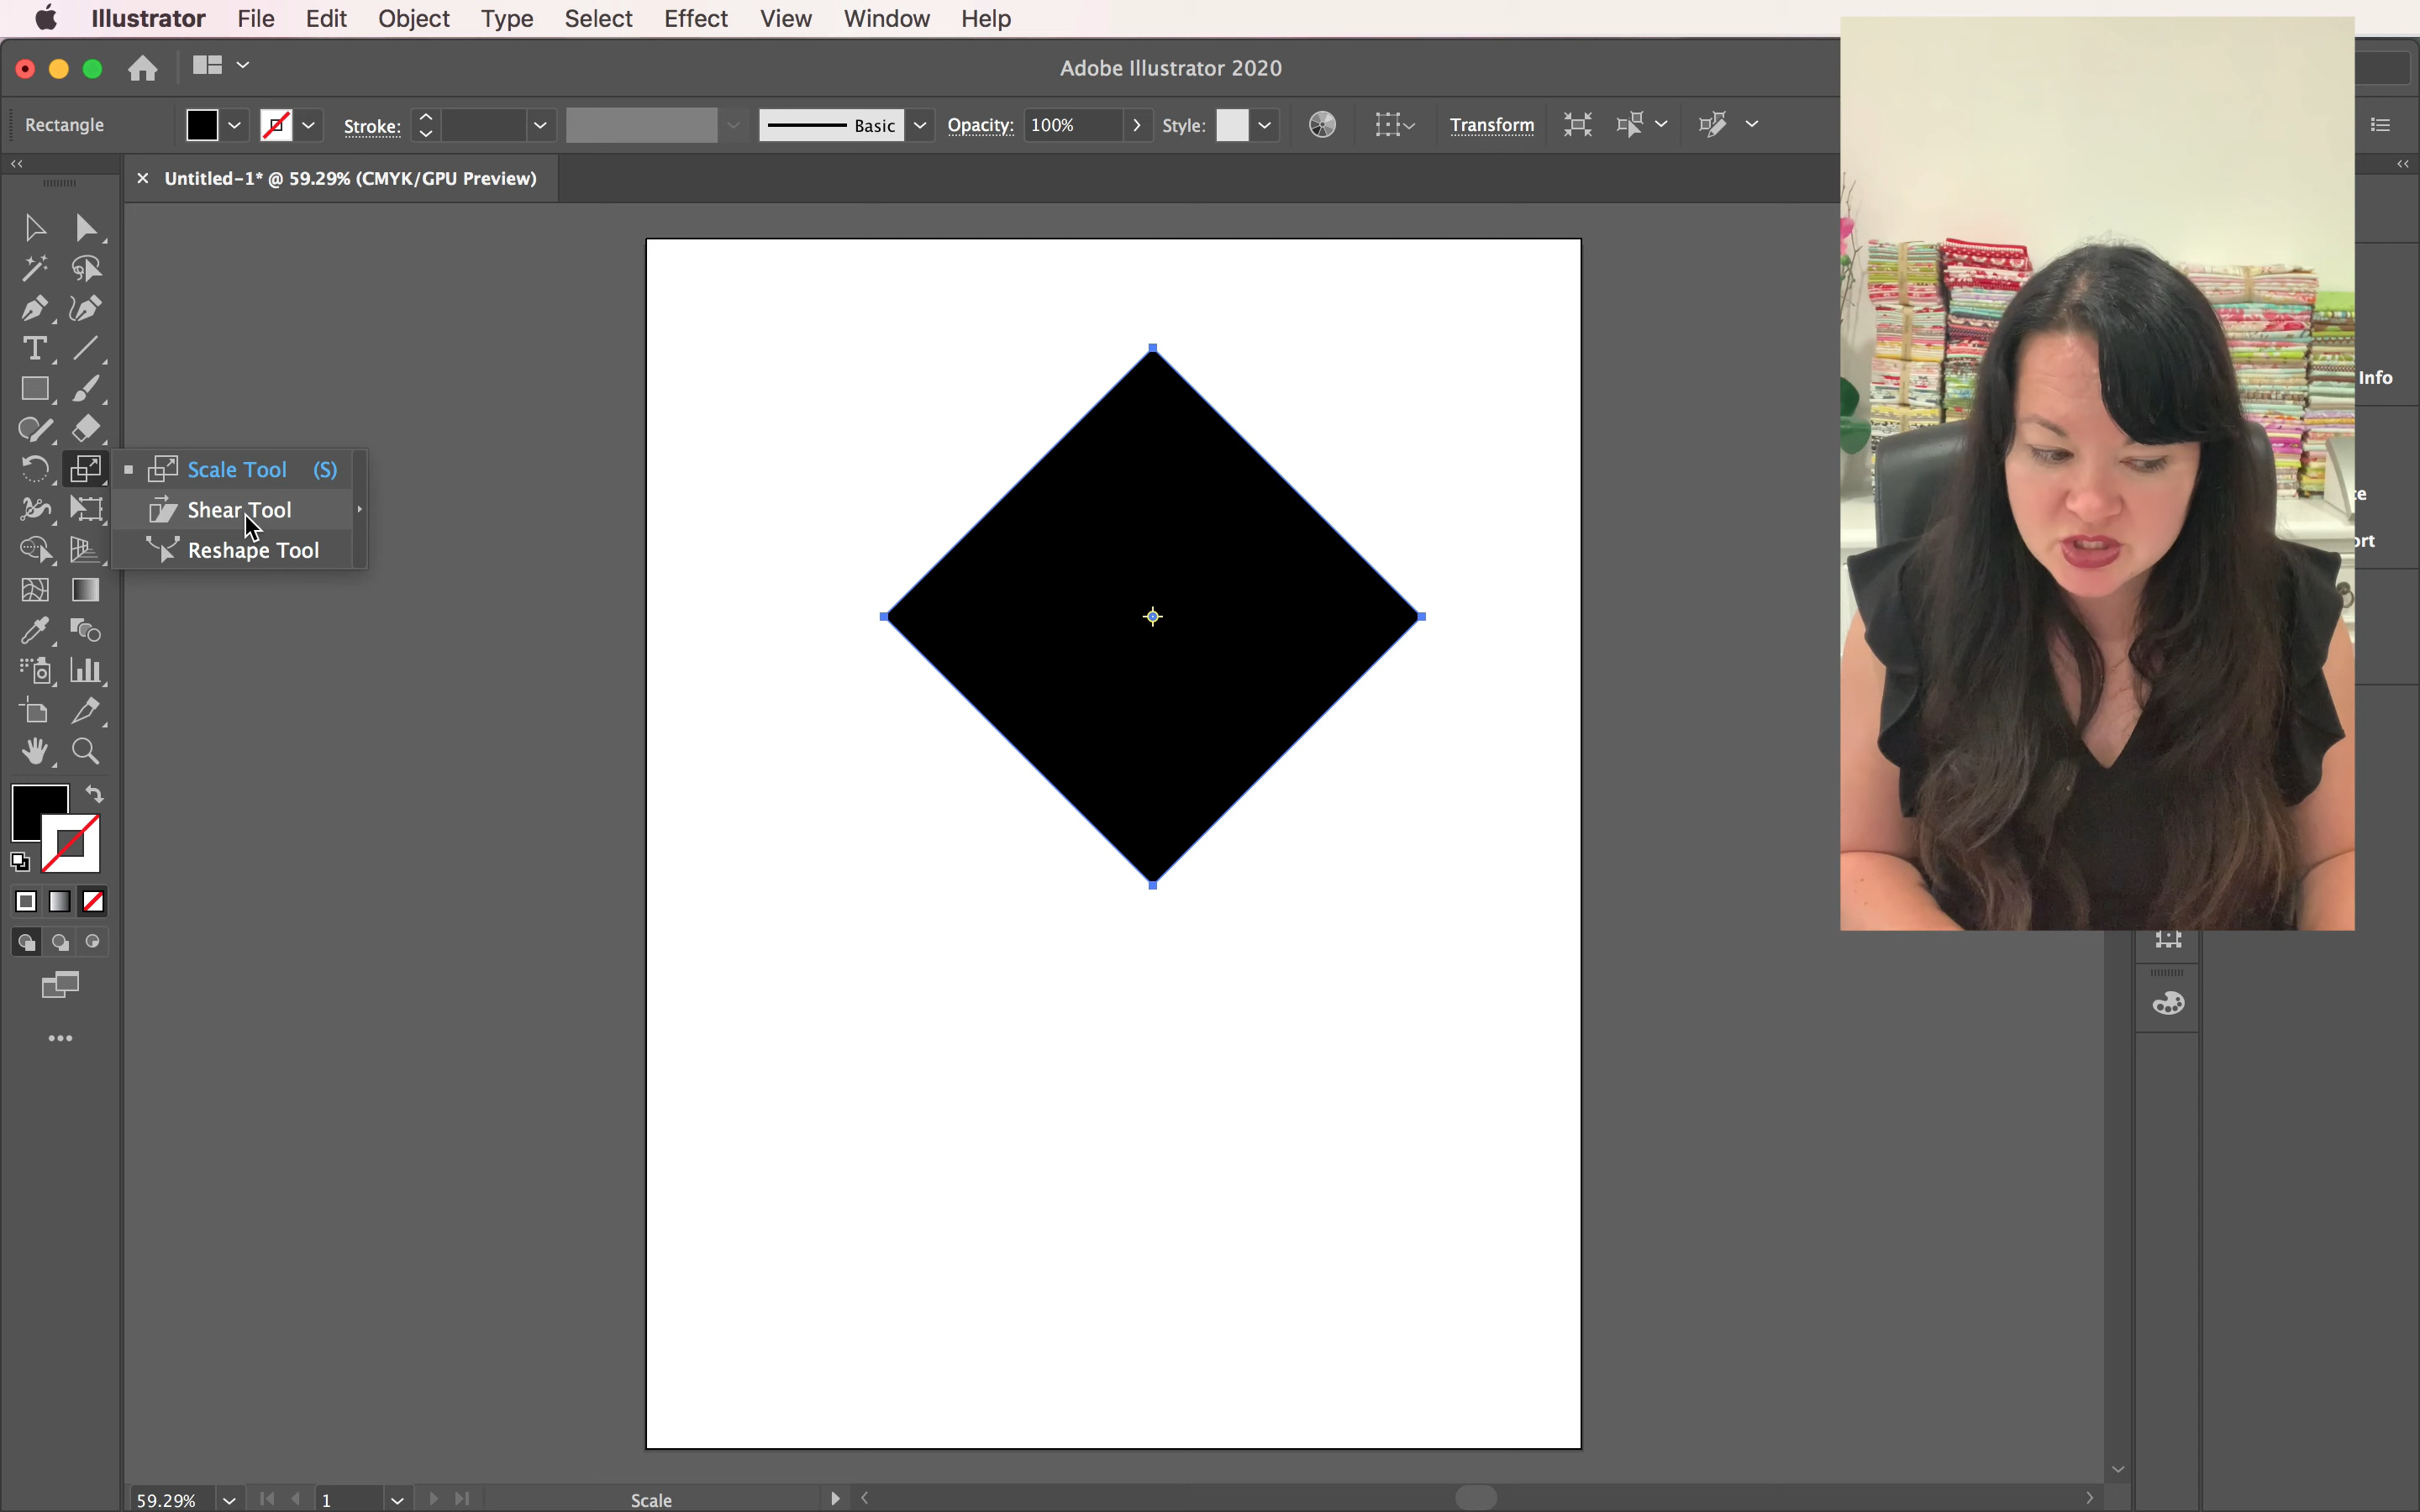 Illustrator File Edit Object Type Select Effect View Window Help
Adobe Illustrator 2020
Rectangle Stroke: Basic Opacity: 100% Style: Transform
Untitled-1* @ 59.29% (CMYK/GPU Preview)
Info
Scale Tool (S)
Shear Tool
Reshape Tool
59.29% 1 Scale